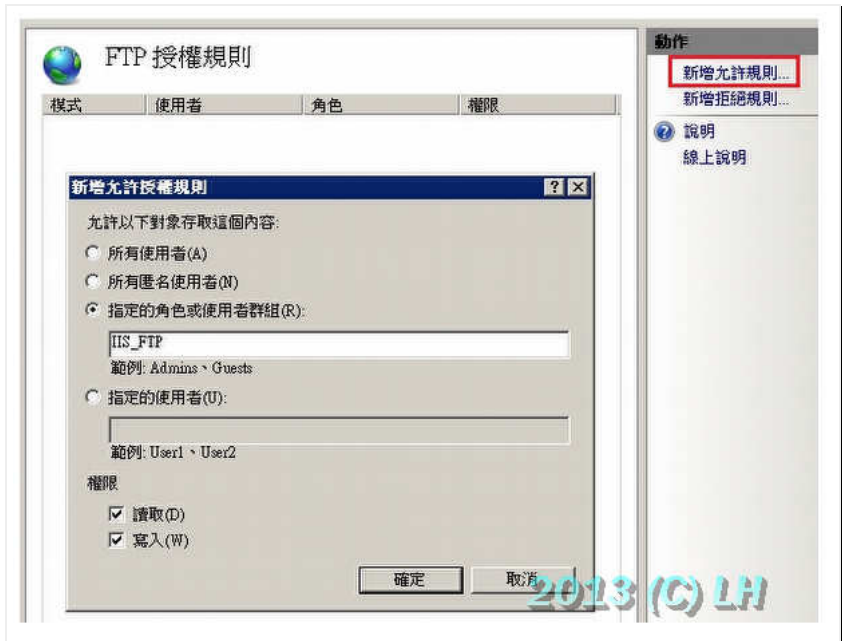 FTP 授權規則
模式 使用者 角色 權限
動作
新增允許規則...
新增拒絕規則...
說明
線上說明
新增允許授權規則
允許以下對象存取這個內容:
所有使用者(A)
所有匿名使用者(N)
指定的角色或使用者群組(R):
IIS_FTP
範例: Admins、Guests
指定的使用者(U):
範例: User1、User2
權限
讀取(D)
寫入(W)
確定 取消
2013 (C) LH